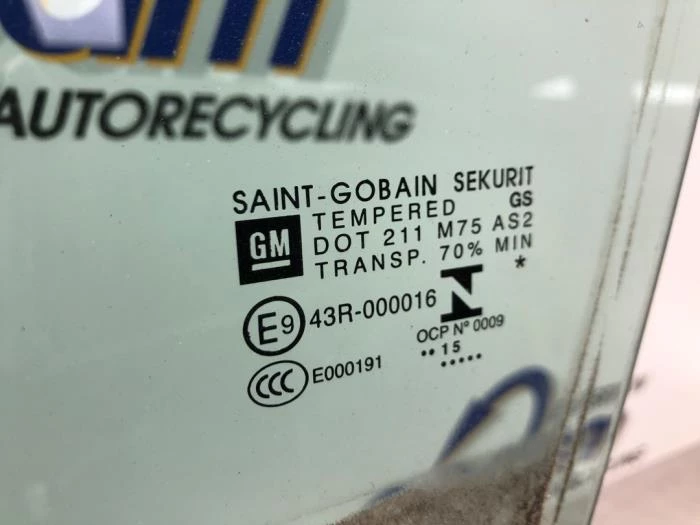 AUTORECYCLING
SAINT-GOBAIN SEKURIT
GS
GM
TEMPERED
DOT 211 M75 AS2
TRANSP. 70% MIN
*
E9 43R-000016 N
OCP Nº 0009
•• 15
•••••
CCC E000191